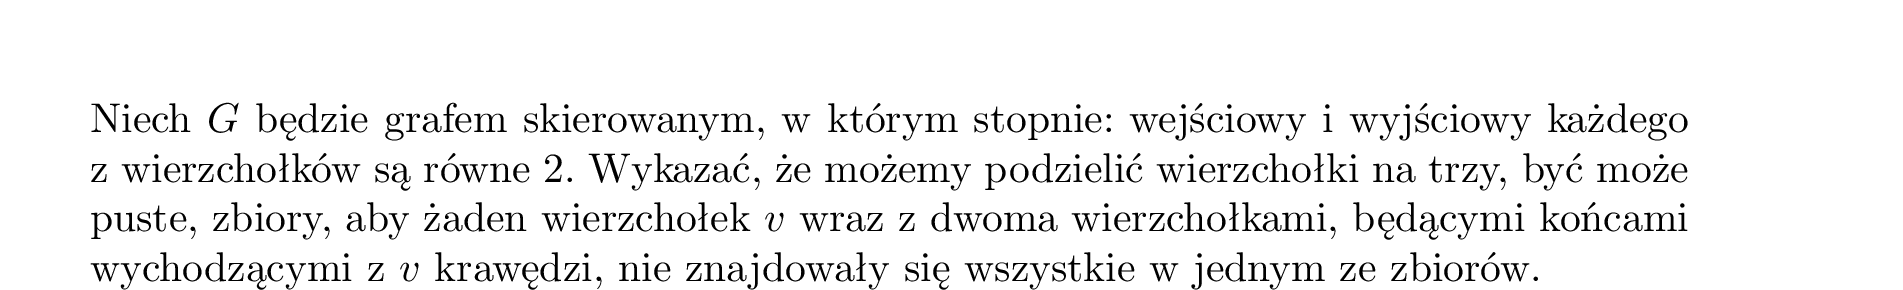 Niech G będzie grafem skierowanym, w którym stopnie: wejściowy i wyjściowy każdego
z wierzchołków są równe 2. Wykazać, że możemy podzielić wierzchołki na trzy, być może
puste, zbiory, aby żaden wierzchołek v wraz z dwoma wierzchołkami, będącymi końcami
wychodzącymi z v krawędzi, nie znajdowały się wszystkie w jednym ze zbiorów.